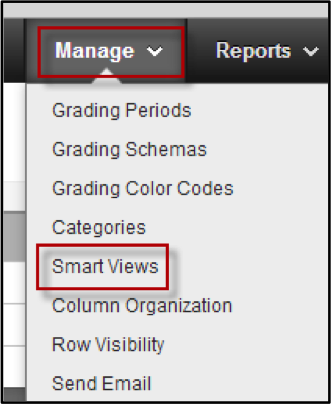 Manage Reports
Grading Periods
Grading Schemas
Grading Color Codes
Categories
Smart Views
Column Organization
Row Visibility
Send Email